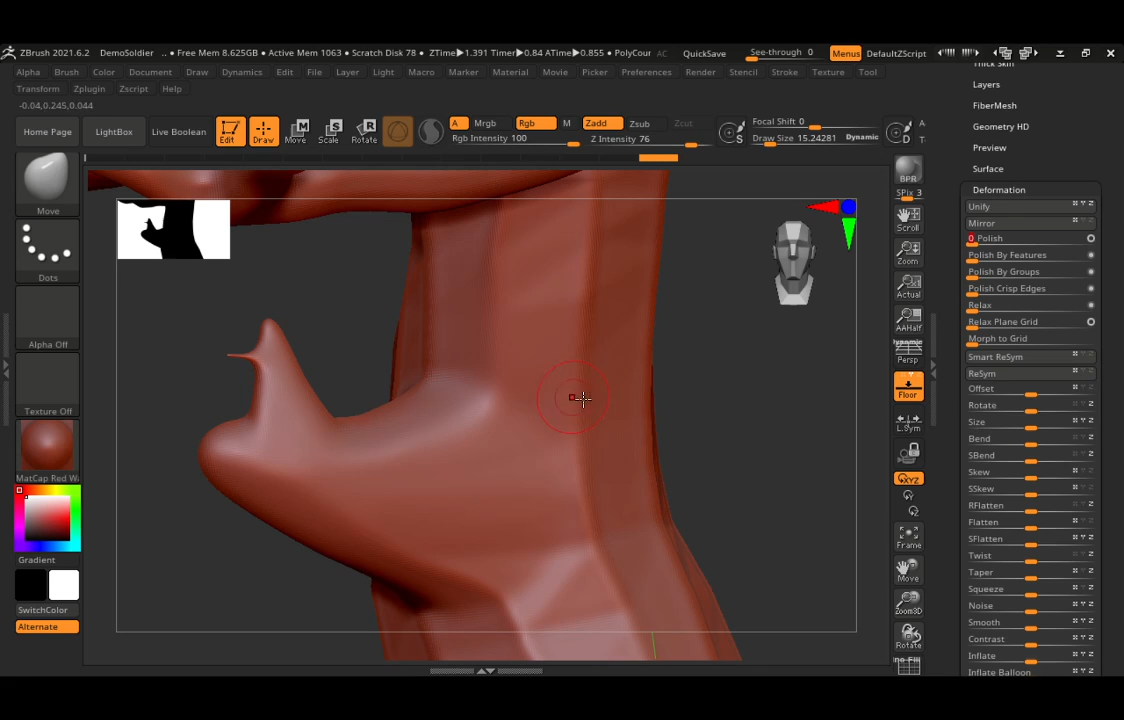 ZBrush 2021.6.2 DemoSoldier .. • Free Mem 8.625GB • Active Mem 1063 • Scratch Disk 78 • ZTime▶1.391 Timer▶0.84 ATime▶0.855 • PolyCour AC QuickSave See-through 0 Menus DefaultZScript
Alpha Brush Color Document Draw Dynamics Edit File Layer Light Macro Marker Material Movie Picker Preferences Render Stencil Stroke Texture Tool
Transform Zplugin Zscript Help
-0.04,0.245,0.044
Home Page LightBox Live Boolean Edit Draw Move Scale Rotate
A Mrgb Rgb M Zadd Zsub Zcut
Rgb Intensity 100 Z Intensity 76
S Focal Shift 0
Draw Size 15.24281 Dynamic D
Move
Dots
Alpha Off
Texture Off
MatCap Red W
Gradient
SwitchColor
Alternate
BPR
SPix 3
Scroll
Zoom
Actual
AAHalf
Dynamic
Persp
Floor
L.Sym
XYZ
Y
Z
Frame
Move
Zoom3D
Rotate
Thick Skin
Layers
FiberMesh
Geometry HD
Preview
Surface
Deformation
Unify
Mirror
0 Polish
Polish By Features
Polish By Groups
Polish Crisp Edges
Relax
Relax Plane Grid
Morph to Grid
Smart ReSym
ReSym
Offset
Rotate
Size
Bend
SBend
Skew
SSkew
RFlatten
Flatten
SFlatten
Twist
Taper
Squeeze
Noise
Smooth
Contrast
Inflate
Inflate Balloon